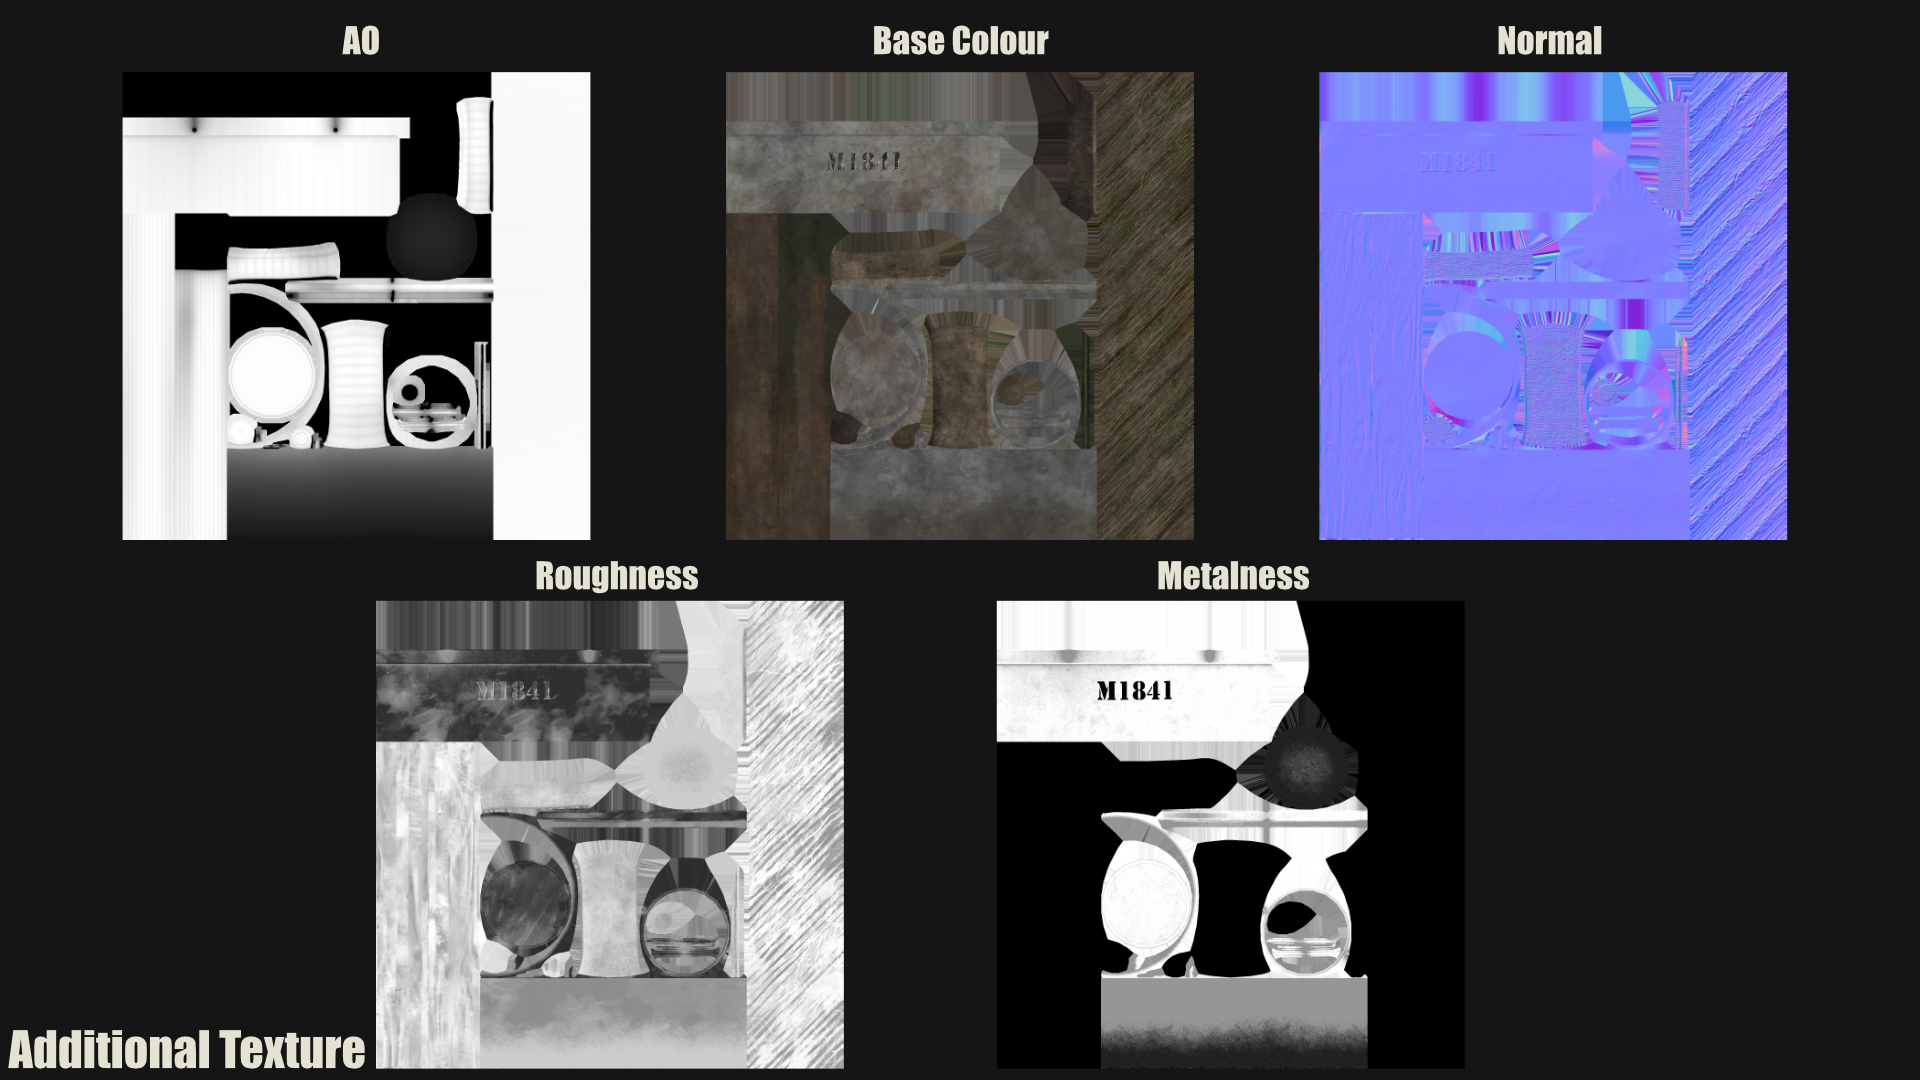 AO
Base Colour
Normal
M1841
M1841
Roughness
Metalness
M1841
M1841
Additional Texture